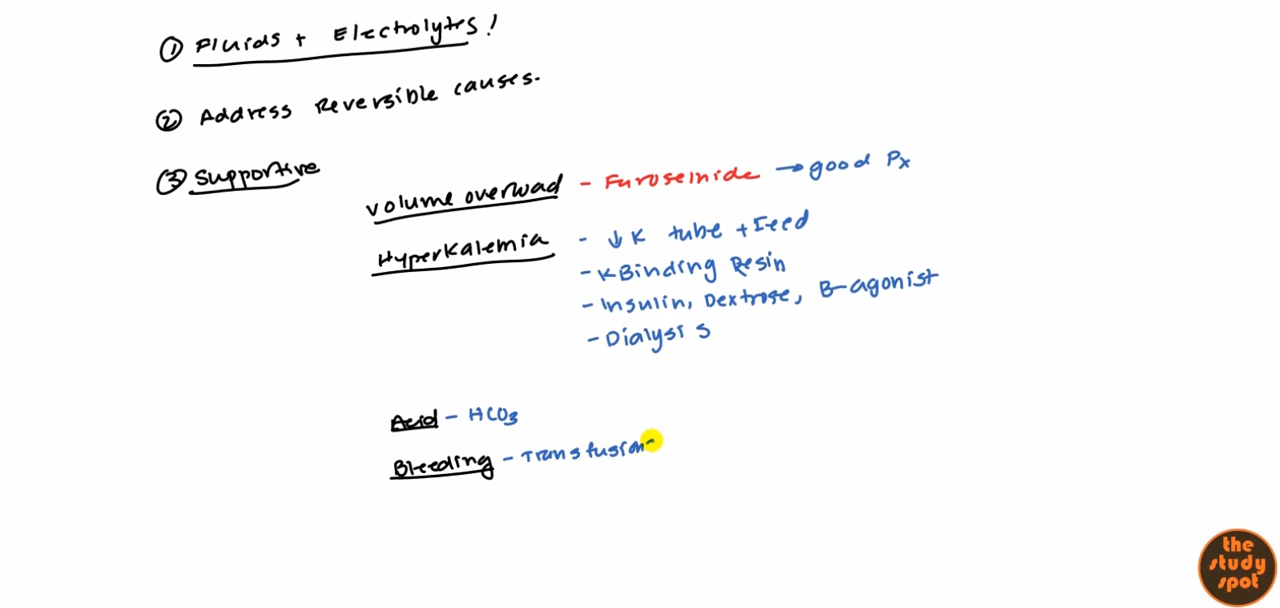 ① Fluids + Electrolytes!
② Address Reversible causes.
③ Supportive
Volume overload - Furosemide → good Px
Hyperkalemia - ↓ K tube + Feed
- K Binding Resin
- Insulin, Dextrose, B-agonist
- Dialysis
Acid - HCO3
Bleeding - Transfusion
the
study
spot